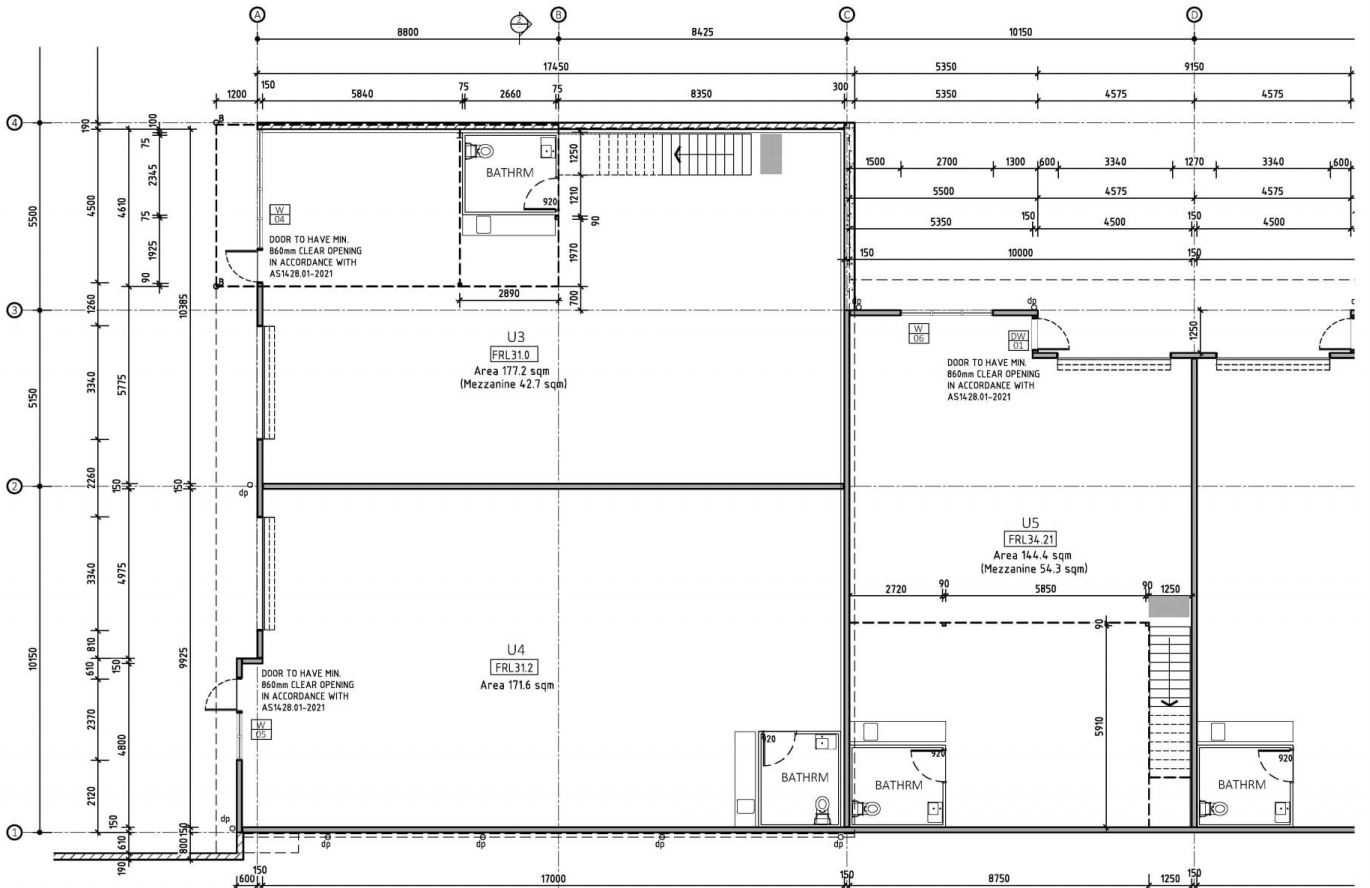 A
2
B
C
D
8800
8425
10150
17450
5350
9150
1200
150
5840
75
2660
75
8350
300
5350
4575
4575
4
B
190
100
75
2345
75
1925
90
4500
4610
5500
BATHRM
920
1250
1210
90
1970
700
1500
2700
1300
600
3340
1270
3340
600
5500
4575
4575
5350
150
4500
150
4500
150
10000
150
W
04
DOOR TO HAVE MIN.
860mm CLEAR OPENING
IN ACCORDANCE WITH
AS1428.01-2021
B
2890
3
1260
10385
dp
dp
1250
U3
FRL31.0
Area 177.2 sqm
(Mezzanine 42.7 sqm)
W
06
DW
01
DOOR TO HAVE MIN.
860mm CLEAR OPENING
IN ACCORDANCE WITH
AS1428.01-2021
5150
3340
5775
2
2260
150
150
dp
U5
FRL34.21
Area 144.4 sqm
(Mezzanine 54.3 sqm)
2720
90
5850
90
1250
90
5910
10150
3340
4975
810
610
150
9925
U4
FRL31.2
Area 171.6 sqm
DOOR TO HAVE MIN.
860mm CLEAR OPENING
IN ACCORDANCE WITH
AS1428.01-2021
W
05
2370
4800
2120
920
BATHRM
920
BATHRM
920
BATHRM
1
150
610
190
150
800
dp
dp
dp
dp
dp
600
150
17000
150
8750
1250
150